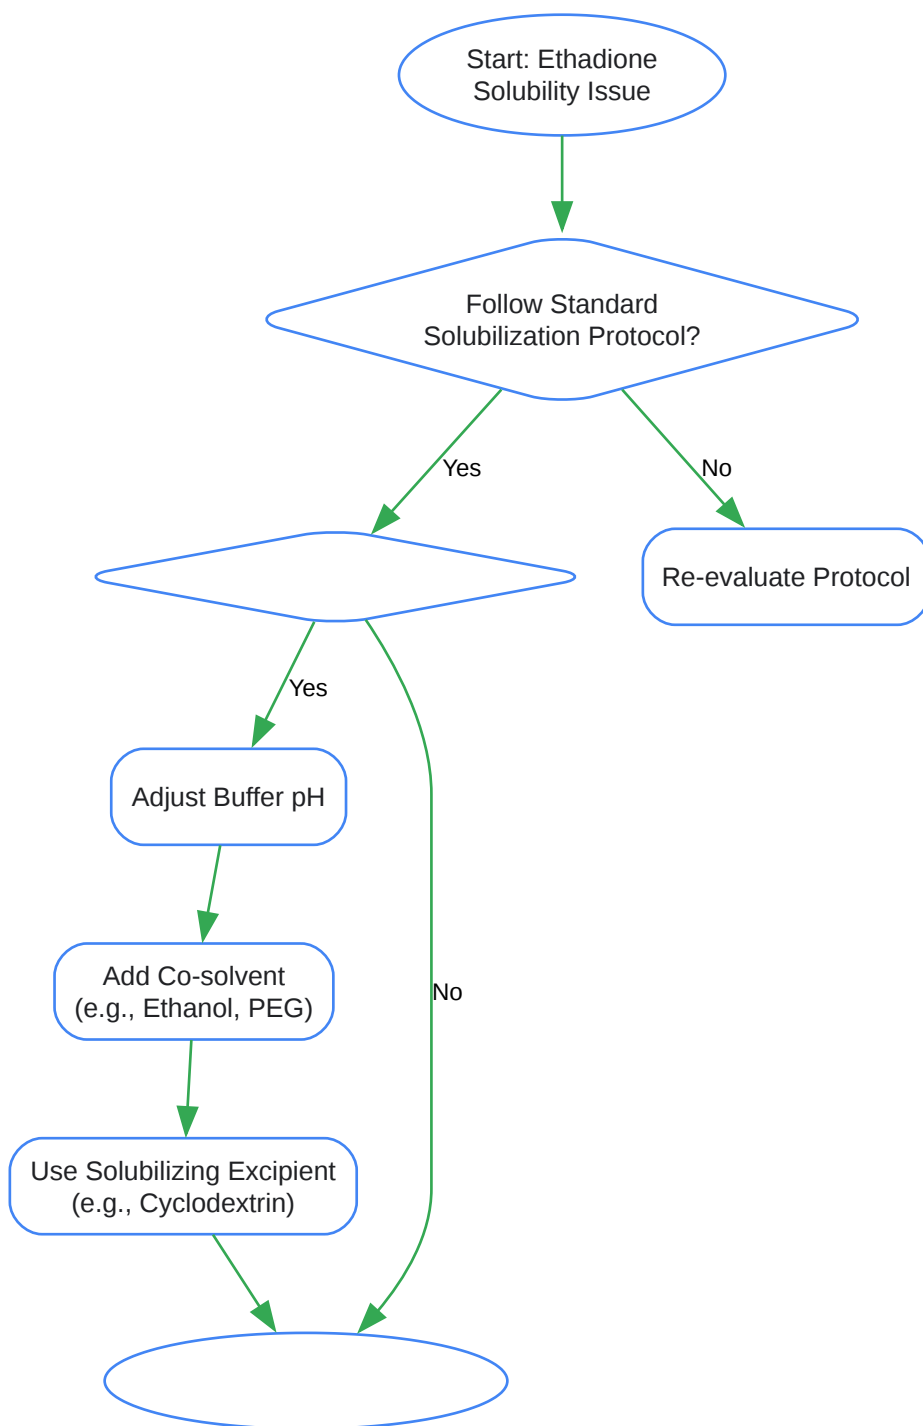 Start: Ethadione
Solubility Issue
Follow Standard
Solubilization Protocol?
Yes
No
Re-evaluate Protocol
Yes
Adjust Buffer pH
Add Co-solvent
(e.g., Ethanol, PEG)
No
Use Solubilizing Excipient
(e.g., Cyclodextrin)